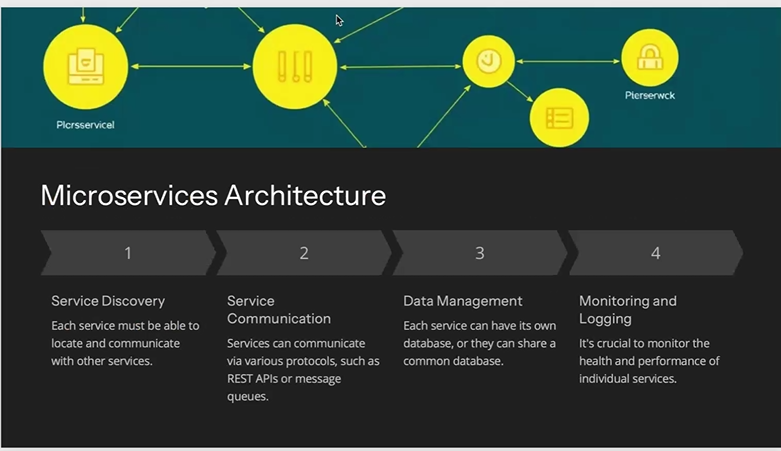 Plcrsservicel
Pterserwck
Microservices Architecture
1
2
3
4
Service Discovery
Each service must be able to
locate and communicate
with other services.
Service
Communication
Services can communicate
via various protocols, such as
REST APIs or message
queues.
Data Management
Each service can have its own
database, or they can share a
common database.
Monitoring and
Logging
It's crucial to monitor the
health and performance of
individual services.